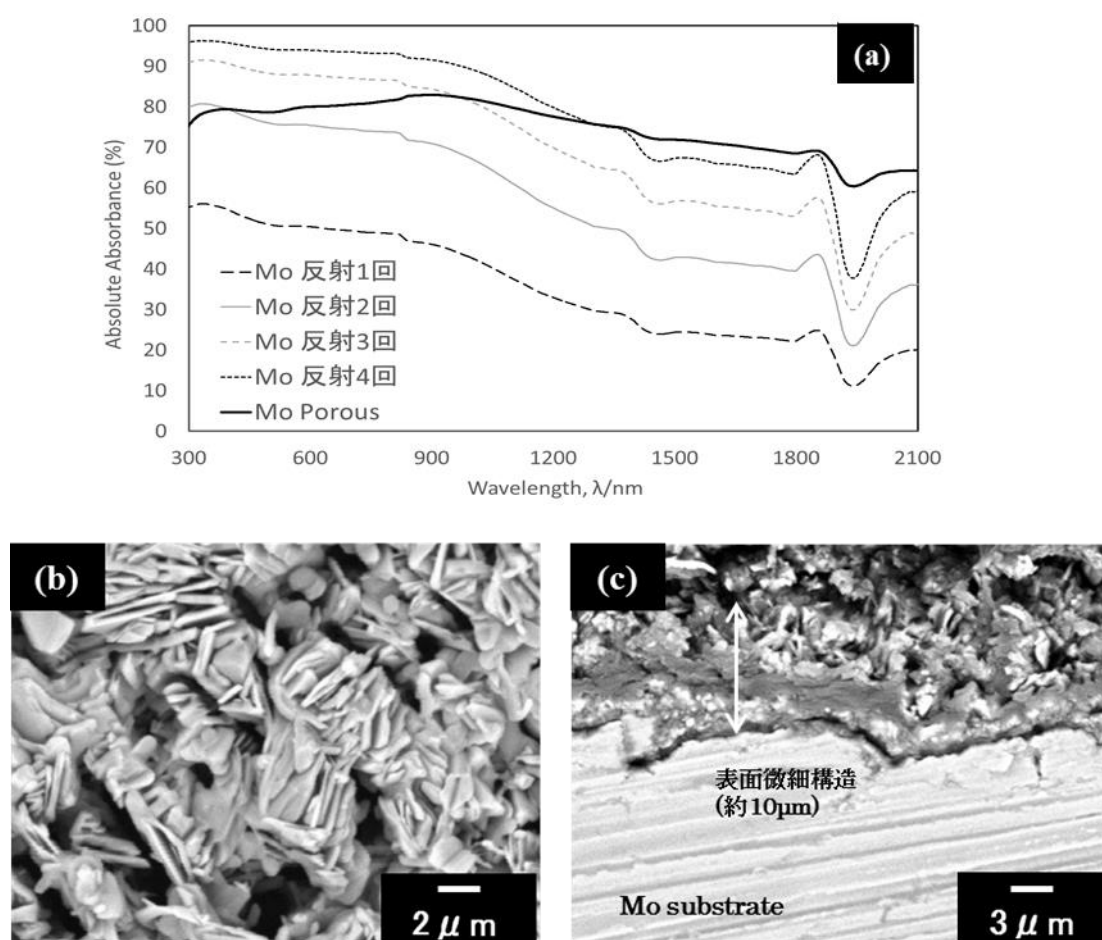 (a)
100
90
80
70
60
50
40
30
20
10
0
Absolute Absorbance (%)
Mo 反射1回
Mo 反射2回
Mo 反射3回
Mo 反射4回
Mo Porous
300 600 900 1200 1500 1800 2100
Wavelength, λ/nm
(b)
2μm
(c)
表面微細構造
(約10μm)
Mo substrate
3μm